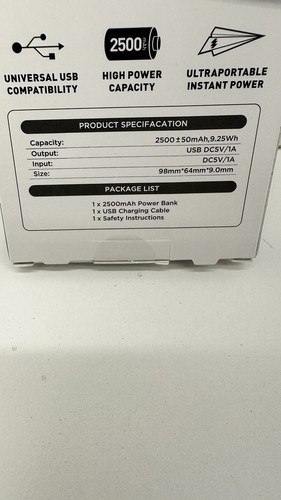 UNIVERSAL USB
COMPATIBILITY
2500
mAh
HIGH POWER
CAPACITY
ULTRAPORTABLE
INSTANT POWER
PRODUCT SPECIFACATION
Capacity: 2500±50mAh,9.25Wh
Output: USB DC5V/1A
Input: DC5V/1A
Size: 98mm*64mm*9.0mm
PACKAGE LIST
1 x 2500mAh Power Bank
1 x USB Charging Cable
1 x Safety Instructions